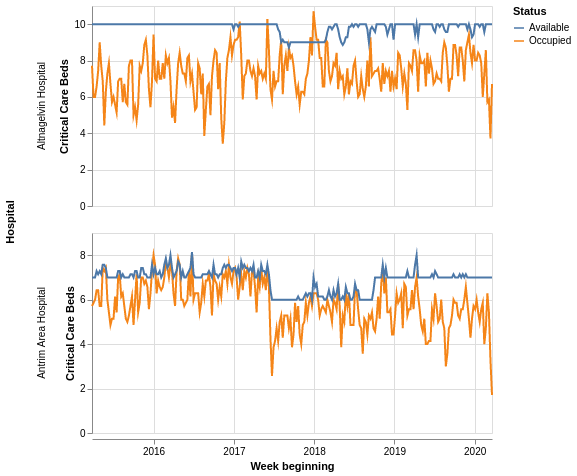 Status
Available
Occupied
Hospital
Altnagelvin Hospital
Critical Care Beds
10
8
6
4
2
0
Antrim Area Hospital
Critical Care Beds
8
6
4
2
0
2016
2017
2018
2019
2020
Week beginning